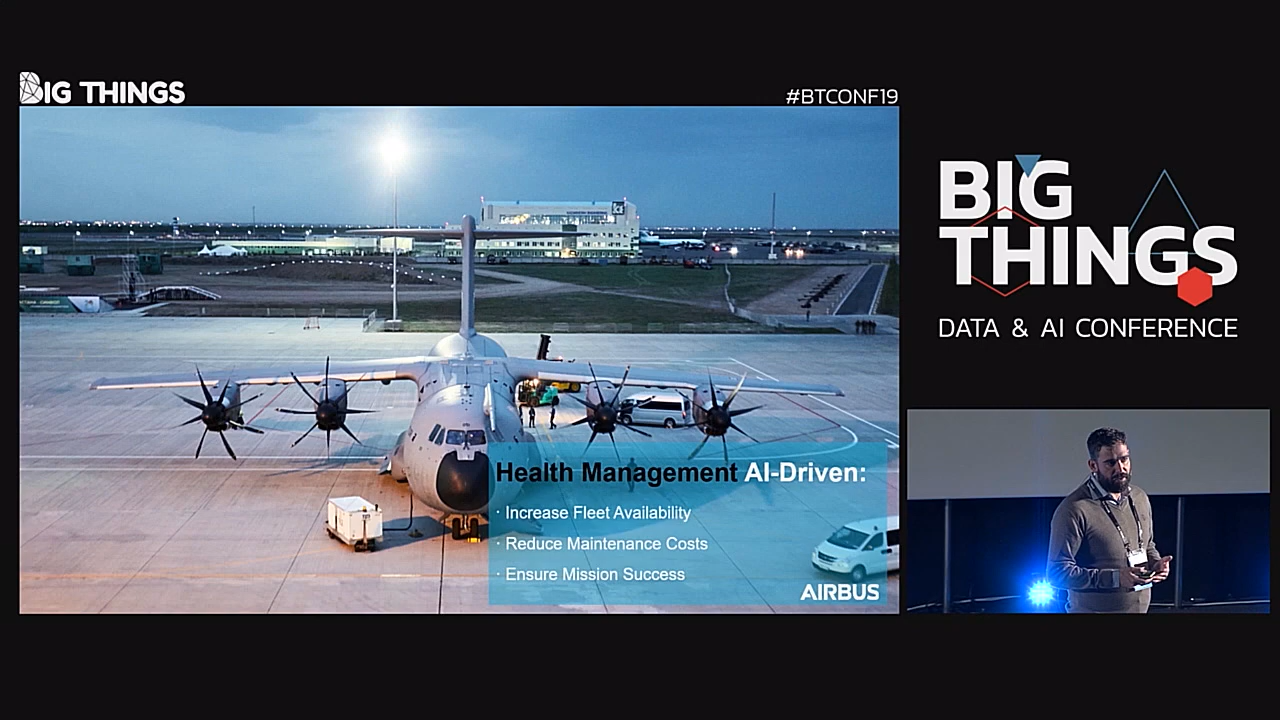 BIG THINGS
#BTCONF19
Health Management AI-Driven:
· Increase Fleet Availability
· Reduce Maintenance Costs
· Ensure Mission Success
AIRBUS
BIG
THINGS
DATA & AI CONFERENCE